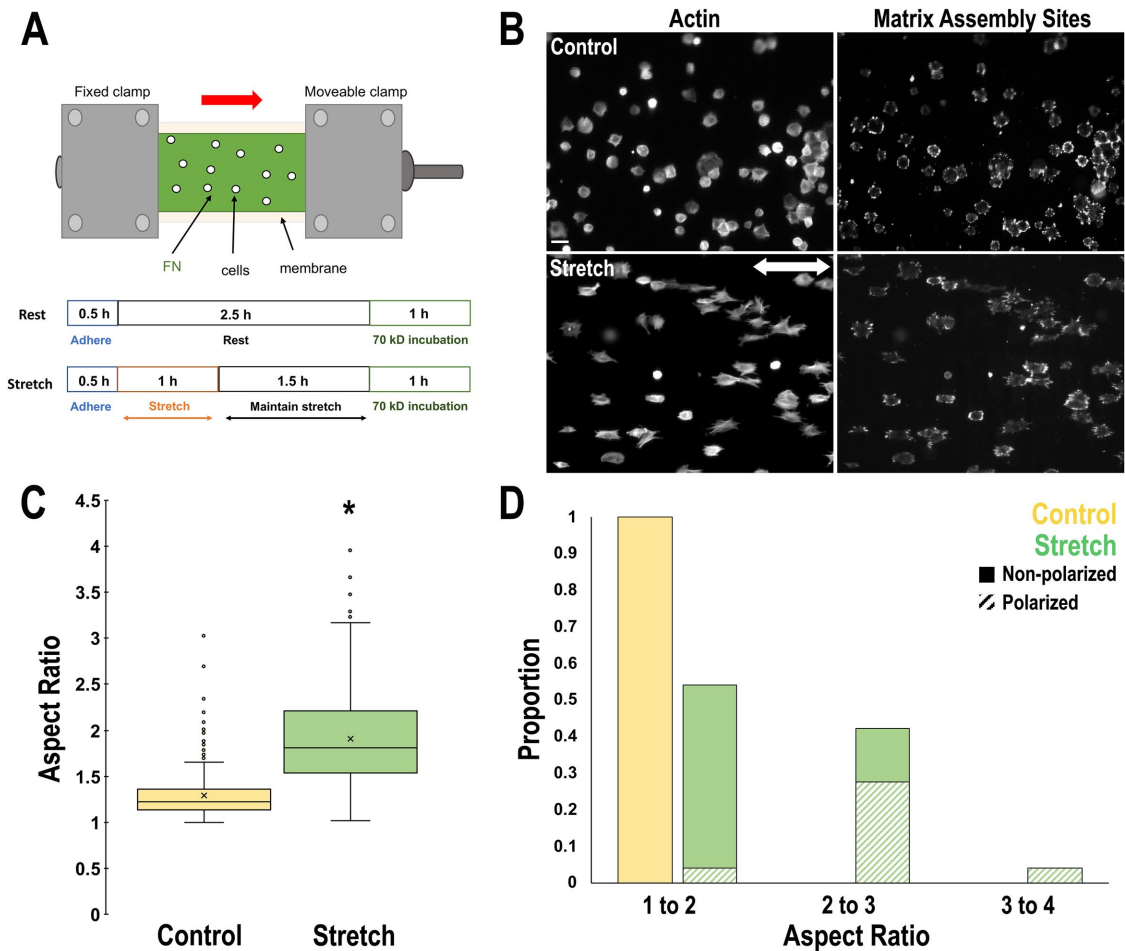 A
Fixed clamp
Moveable clamp
FN
cells
membrane
Rest
0.5 h
2.5 h
1 h
Adhere
Rest
70 kD incubation
Stretch
0.5 h
1 h
1.5 h
1 h
Adhere
Stretch
Maintain stretch
70 kD incubation
B
Actin
Matrix Assembly Sites
Control
Stretch
C
4.5
4
3.5
3
2.5
2
1.5
1
0.5
0
Aspect Ratio
*
Control
Stretch
D
1
0.9
0.8
0.7
0.6
0.5
0.4
0.3
0.2
0.1
0
Proportion
Control
Stretch
Non-polarized
Polarized
1 to 2
2 to 3
3 to 4
Aspect Ratio